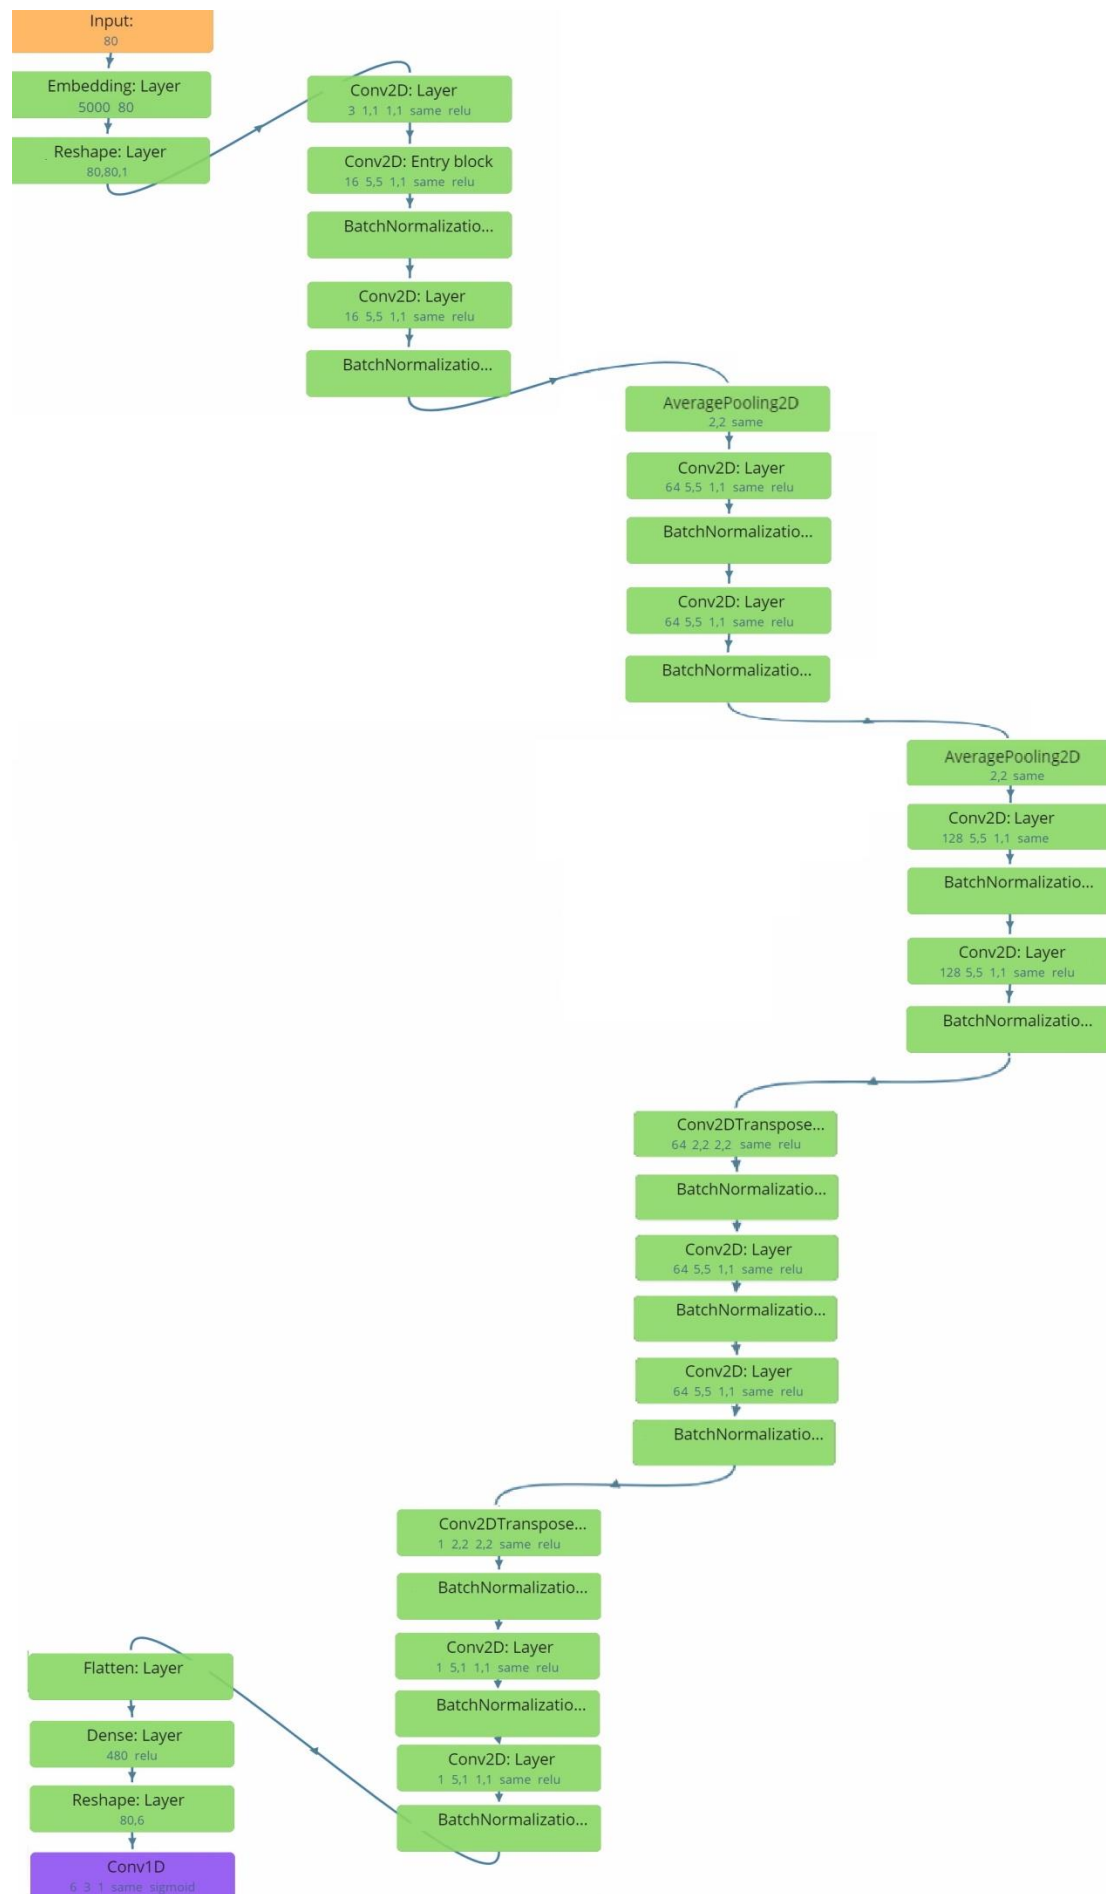 Input:
80
Embedding: Layer
5000 80
Reshape: Layer
80,80,1
Conv2D: Layer
3 1,1 1,1 same relu
Conv2D: Entry block
16 5,5 1,1 same relu
BatchNormalizatio...
Conv2D: Layer
16 5,5 1,1 same relu
BatchNormalizatio...
AveragePooling2D
2,2 same
Conv2D: Layer
64 5,5 1,1 same relu
BatchNormalizatio...
Conv2D: Layer
64 5,5 1,1 same relu
BatchNormalizatio...
AveragePooling2D
2,2 same
Conv2D: Layer
128 5,5 1,1 same
BatchNormalizatio...
Conv2D: Layer
128 5,5 1,1 same relu
BatchNormalizatio...
Conv2DTranspose...
64 2,2 2,2 same relu
BatchNormalizatio...
Conv2D: Layer
64 5,5 1,1 same relu
BatchNormalizatio...
Conv2D: Layer
64 5,5 1,1 same relu
BatchNormalizatio...
Conv2DTranspose...
1 2,2 2,2 same relu
BatchNormalizatio...
Conv2D: Layer
1 5,1 1,1 same relu
BatchNormalizatio...
Conv2D: Layer
1 5,1 1,1 same relu
BatchNormalizatio...
Flatten: Layer
Dense: Layer
480 relu
Reshape: Layer
80,6
Conv1D
6 3 1 same sigmoid